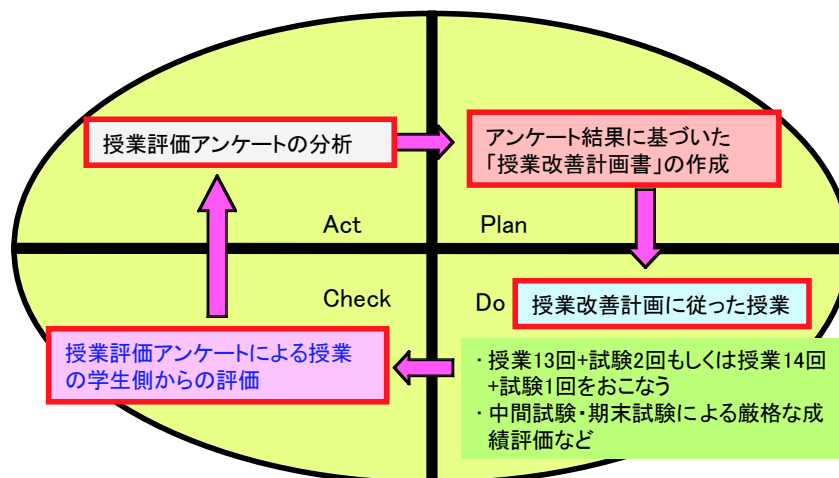 授業評価アンケートの分析
アンケート結果に基づいた
「授業改善計画書」の作成
Act
Plan
Check
Do
授業改善計画に従った授業
授業評価アンケートによる授業
の学生側からの評価
・授業13回+試験2回もしくは授業14回
+試験1回をおこなう
・中間試験・期末試験による厳格な成
績評価など